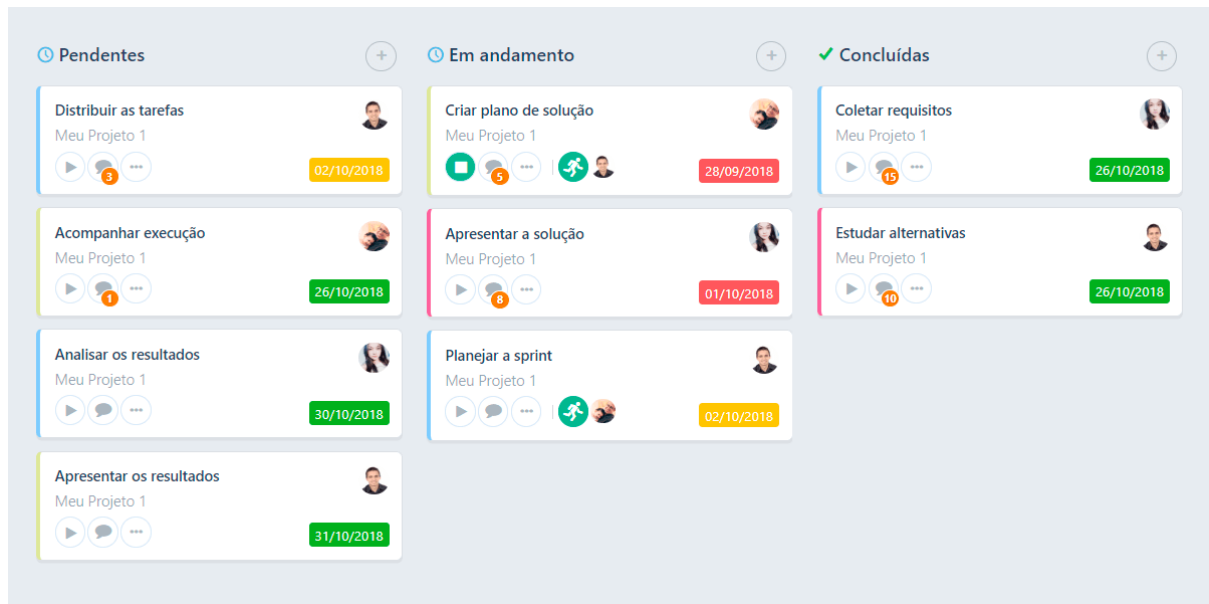 Pendentes
Distribuir as tarefas
Meu Projeto 1
3
02/10/2018
Acompanhar execução
Meu Projeto 1
1
26/10/2018
Analisar os resultados
Meu Projeto 1
30/10/2018
Apresentar os resultados
Meu Projeto 1
31/10/2018
Em andamento
Criar plano de solução
Meu Projeto 1
5
28/09/2018
Apresentar a solução
Meu Projeto 1
8
01/10/2018
Planejar a sprint
Meu Projeto 1
02/10/2018
Concluídas
Coletar requisitos
Meu Projeto 1
15
26/10/2018
Estudar alternativas
Meu Projeto 1
10
26/10/2018